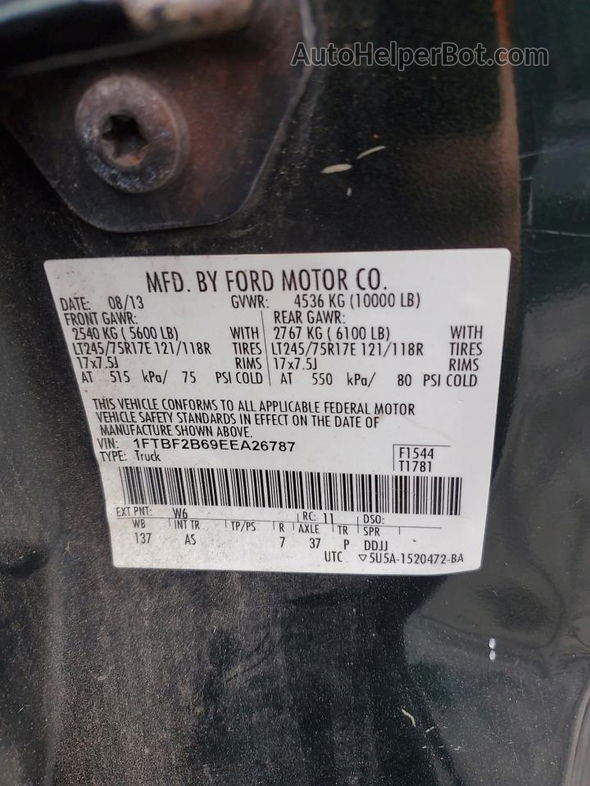 AutoHelperBot.com
MFD. BY FORD MOTOR CO.
DATE: 08/13 GVWR: 4536 KG (10000 LB)
FRONT GAWR: REAR GAWR:
2540 KG ( 5600 LB) WITH 2767 KG ( 6100 LB) WITH
LT245/75R17E 121/118R TIRES LT245/75R17E 121/118R TIRES
17x7.5J RIMS 17x7.5J RIMS
AT 515 kPa/ 75 PSI COLD AT 550 kPa/ 80 PSI COLD
THIS VEHICLE CONFORMS TO ALL APPLICABLE FEDERAL MOTOR
VEHICLE SAFETY STANDARDS IN EFFECT ON THE DATE OF
MANUFACTURE SHOWN ABOVE.
VIN: 1FTBF2B69EEA26787 F1544
TYPE: Truck T1781
EXT PNT: W6 RC: 11 DSO:
WB INT TR TP/PS R AXLE TR SPR
137 AS 7 37 P DDJJ
UTC ▽5U5A-1520472-BA